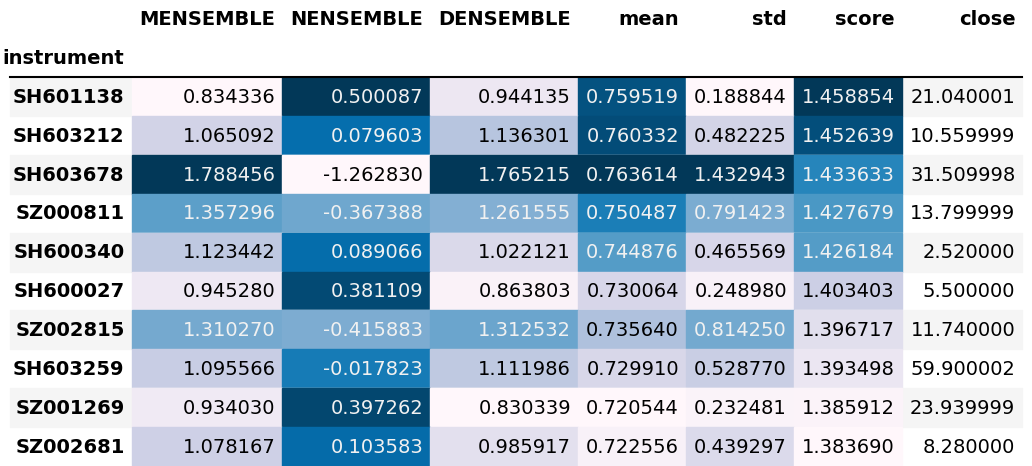 MENSEMBLE NENSEMBLE DENSEMBLE mean std score close
instrument
SH601138 0.834336 0.500087 0.944135 0.759519 0.188844 1.458854 21.040001
SH603212 1.065092 0.079603 1.136301 0.760332 0.482225 1.452639 10.559999
SH603678 1.788456 -1.262830 1.765215 0.763614 1.432943 1.433633 31.509998
SZ000811 1.357296 -0.367388 1.261555 0.750487 0.791423 1.427679 13.799999
SH600340 1.123442 0.089066 1.022121 0.744876 0.465569 1.426184 2.520000
SH600027 0.945280 0.381109 0.863803 0.730064 0.248980 1.403403 5.500000
SZ002815 1.310270 -0.415883 1.312532 0.735640 0.814250 1.396717 11.740000
SH603259 1.095566 -0.017823 1.111986 0.729910 0.528770 1.393498 59.900002
SZ001269 0.934030 0.397262 0.830339 0.720544 0.232481 1.385912 23.939999
SZ002681 1.078167 0.103583 0.985917 0.722556 0.439297 1.383690 8.280000